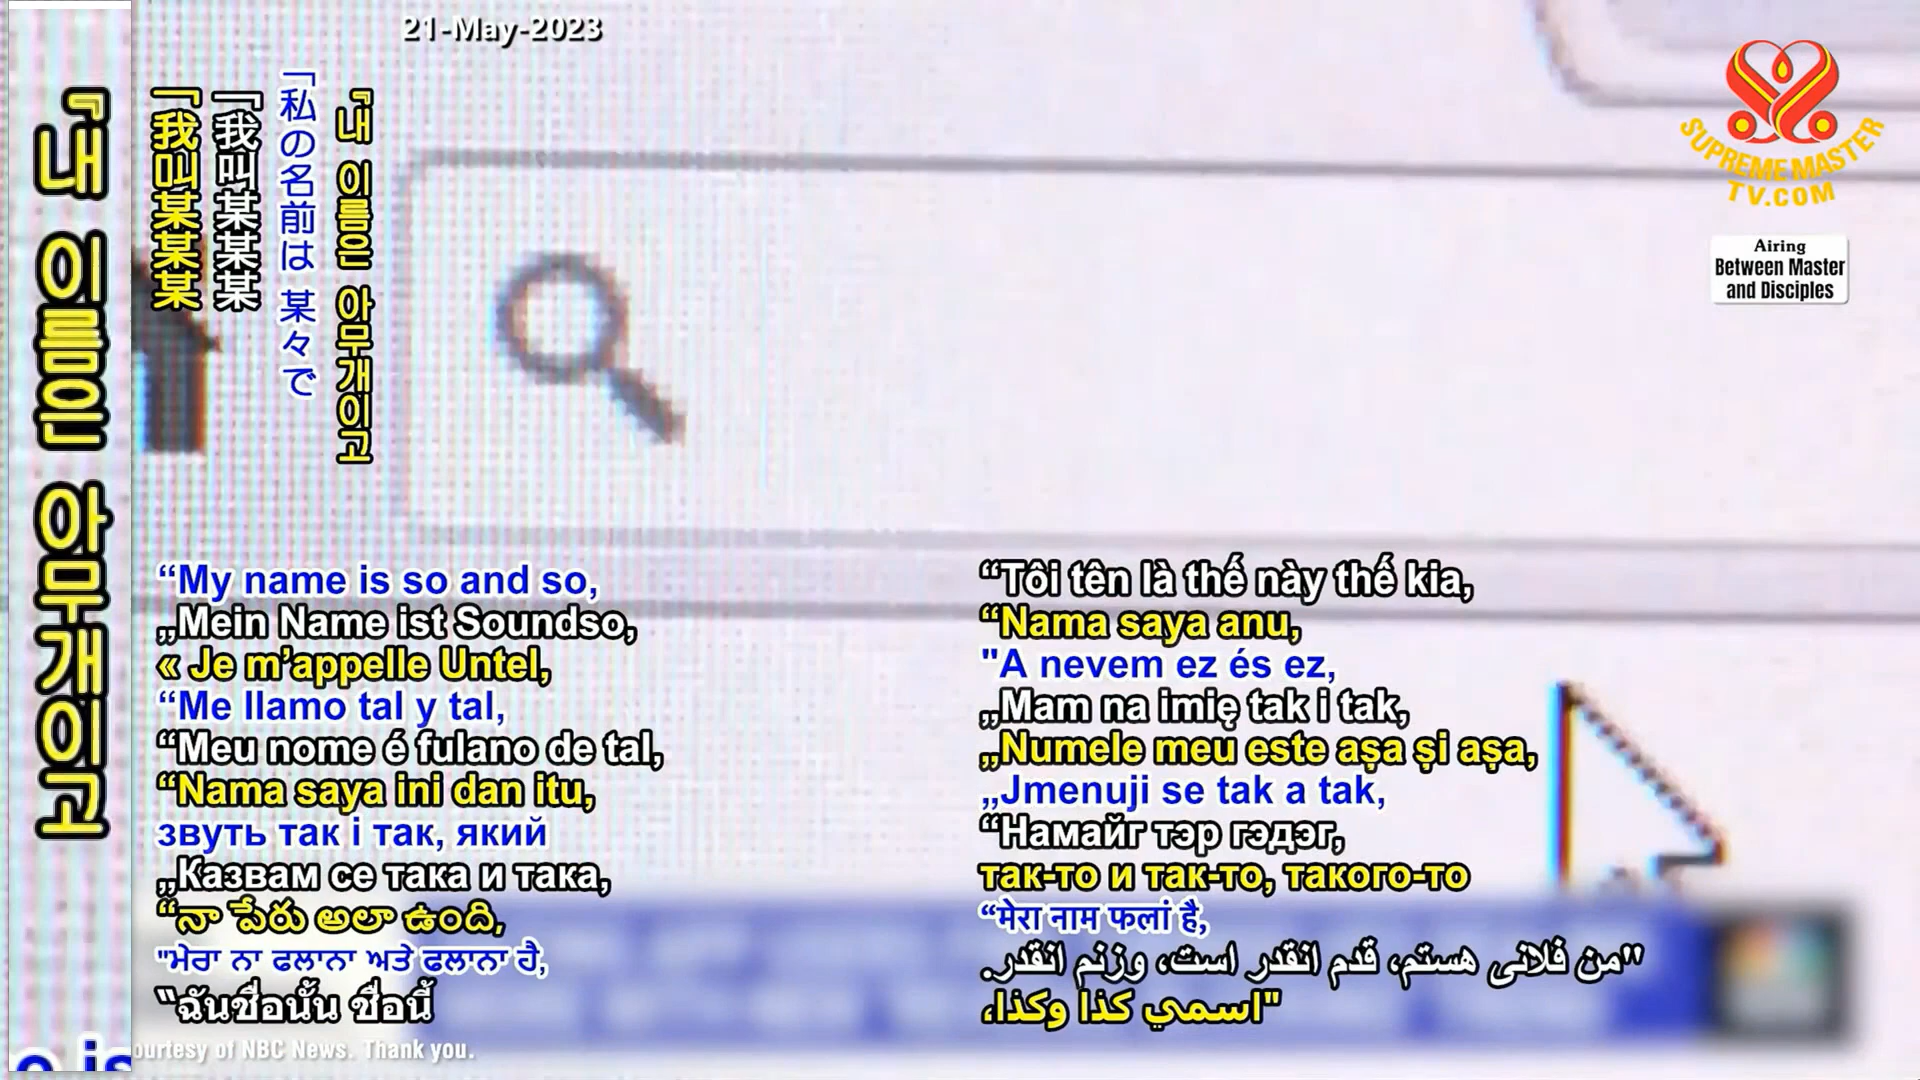 21-May-2023
『내 이름은 아무개이고
「我叫某某某
「我叫某某某
「私の名前は 某々で
『내 이름은 아무개이고
SUPREME MASTER
TV.COM
Airing
Between Master
and Disciples
“My name is so and so,
„Mein Name ist Soundso,
« Je m’appelle Untel,
“Me llamo tal y tal,
“Meu nome é fulano de tal,
“Nama saya ini dan itu,
звуть так і так, який
„Казвам се така и така,
“నా పేరు అలా ఉంది,
"ਮੇਰਾ ਨਾ ਫਲਾਨਾ ਅਤੇ ਫਲਾਨਾ ਹੈ,
“ฉันชื่อนั้น ชื่อนี้
“Tôi tên là thế này thế kia,
“Nama saya anu,
"A nevem ez és ez,
„Mam na imię tak i tak,
„Numele meu este așa și așa,
„Jmenuji se tak a tak,
“Намайг тэр гэдэг,
так-то и так-то, такого-то
“मेरा नाम फलां है,
"من فلانی هستم، قدم انقدر است، وزنم انقدر.
"اسمي كذا وكذا،
ourtesy of NBC News. Thank you.